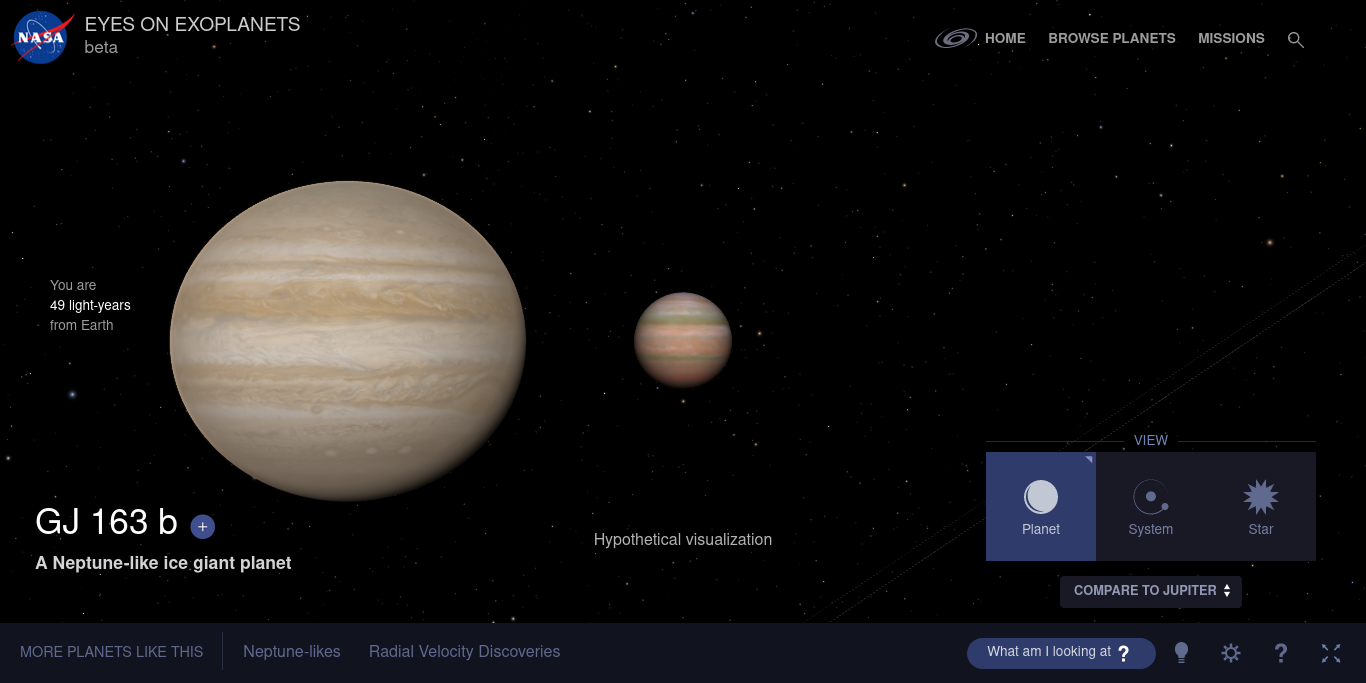 NASA
EYES ON EXOPLANETS
beta
HOME
BROWSE PLANETS
MISSIONS
You are
49 light-years
from Earth
GJ 163 b +
A Neptune-like ice giant planet
Hypothetical visualization
VIEW
Planet
System
Star
COMPARE TO JUPITER
MORE PLANETS LIKE THIS
Neptune-likes
Radial Velocity Discoveries
What am I looking at ?
?